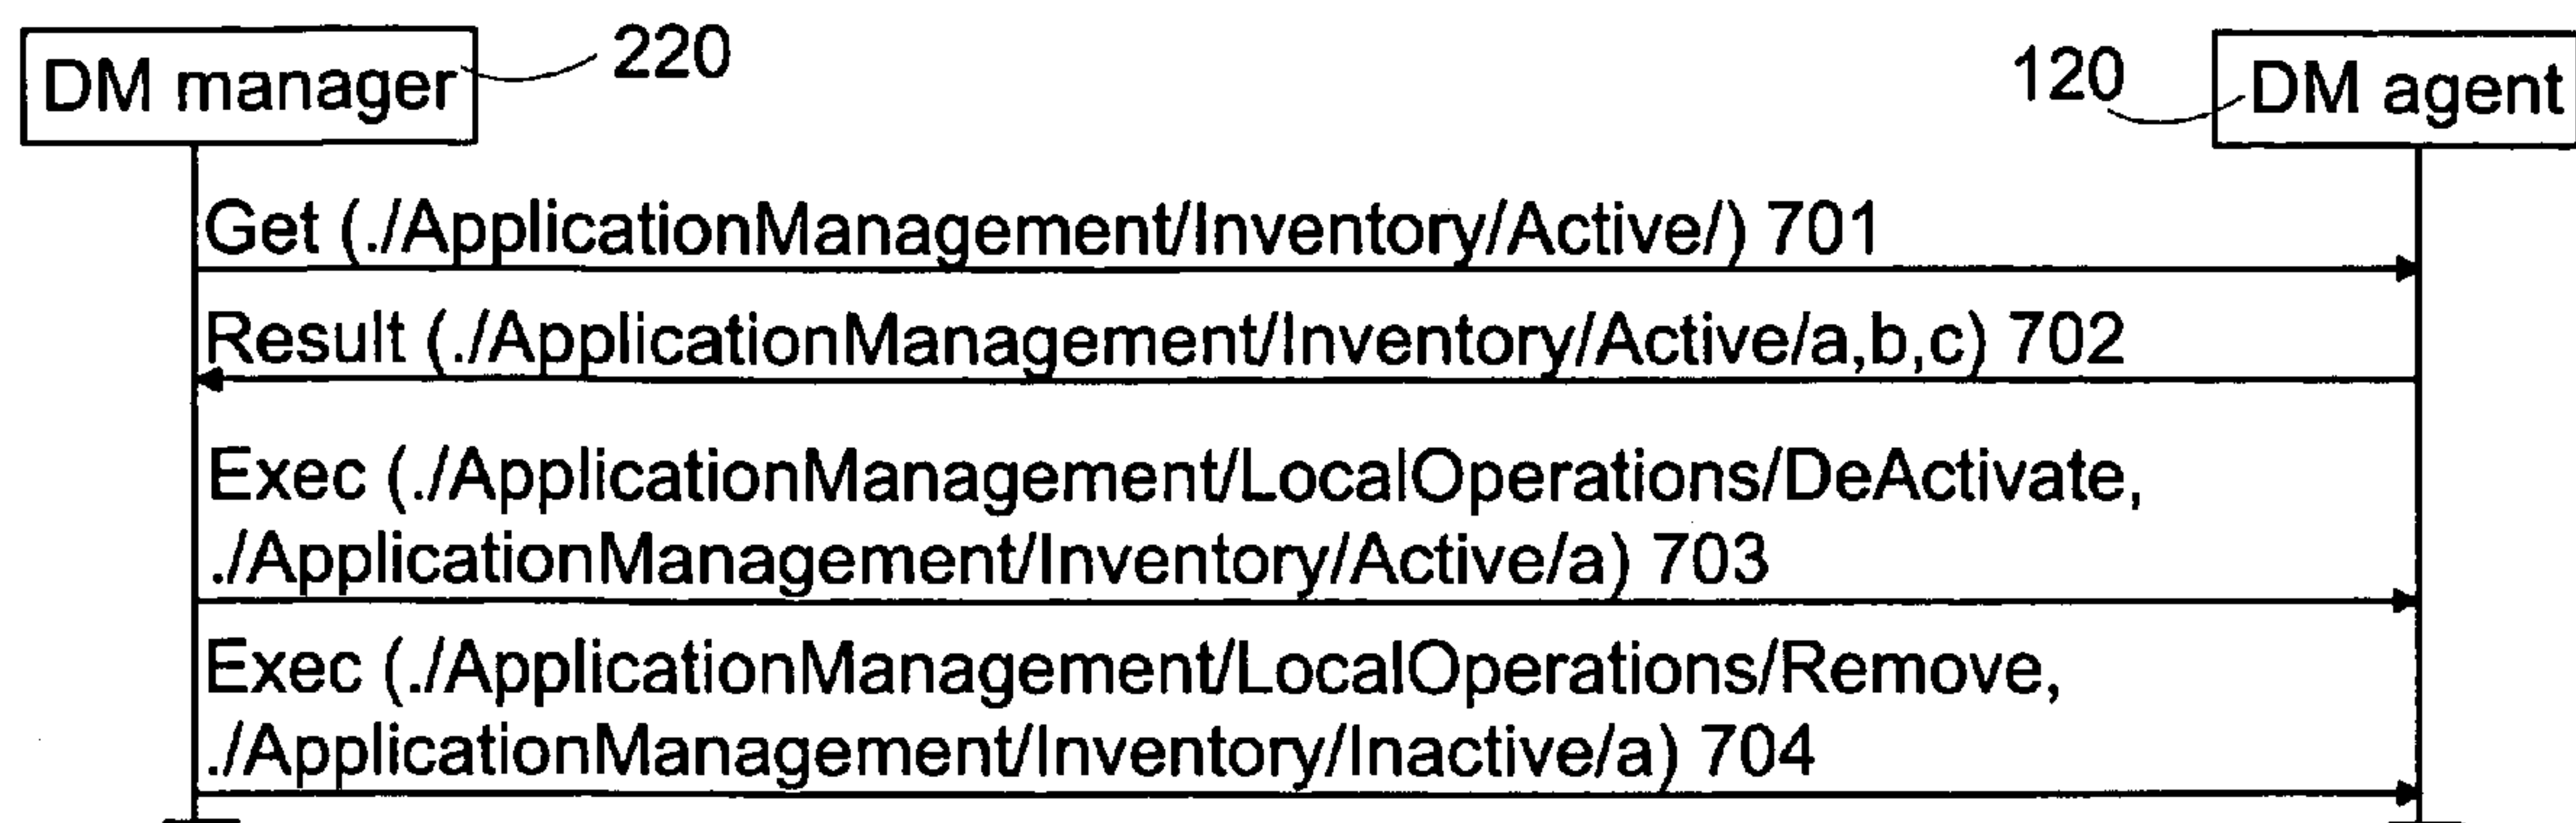 DM manager
220
120
DM agent
Get (./ApplicationManagement/Inventory/Active/) 701
Result (./ApplicationManagement/Inventory/Active/a,b,c) 702
Exec (./ApplicationManagement/LocalOperations/DeActivate,
./ApplicationManagement/Inventory/Active/a) 703
Exec (./ApplicationManagement/LocalOperations/Remove,
./ApplicationManagement/Inventory/Inactive/a) 704